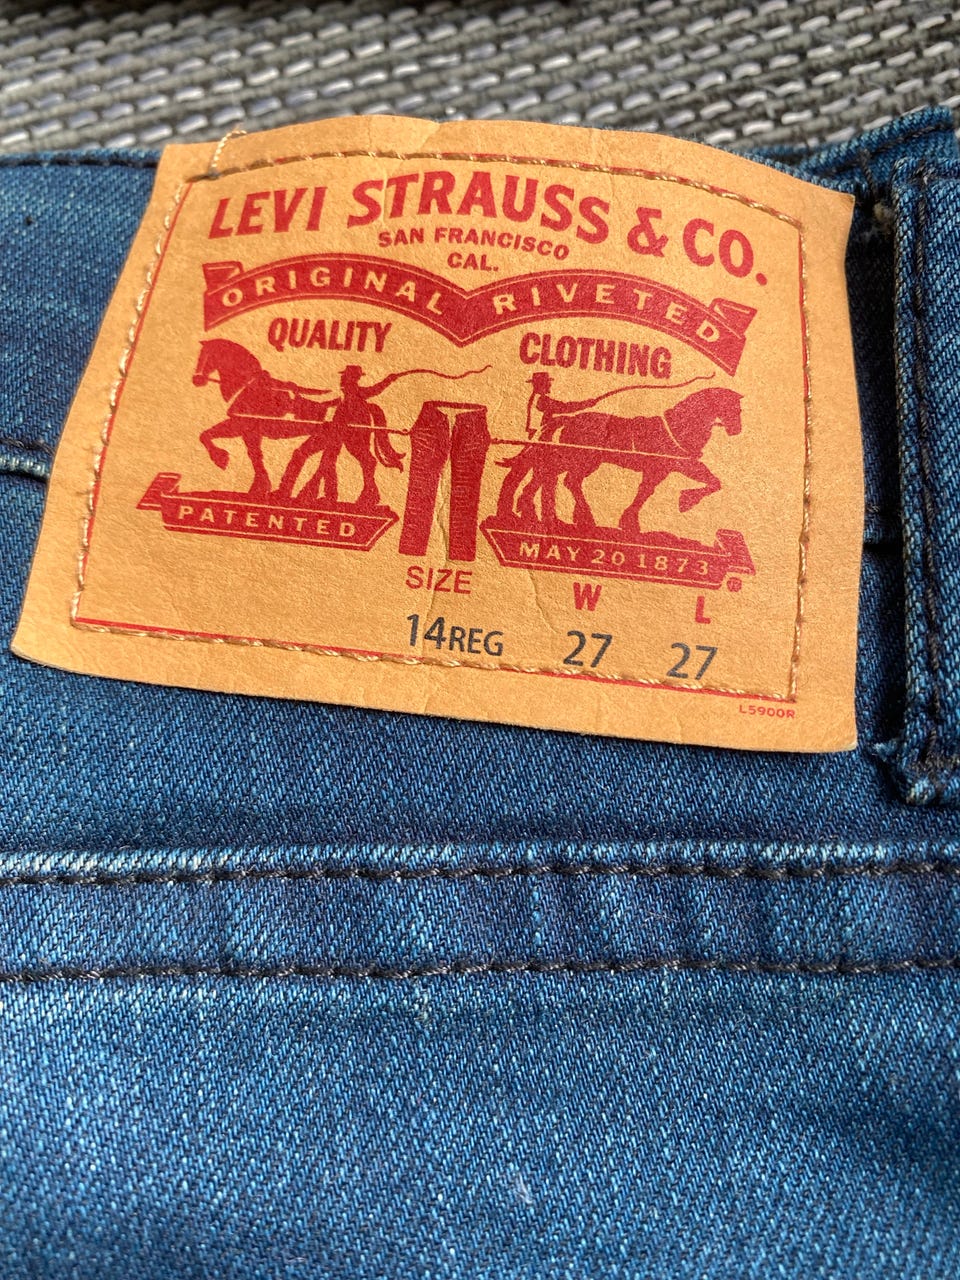 LEVI STRAUSS & CO.
SAN FRANCISCO
CAL.
ORIGINAL RIVETED
QUALITY CLOTHING
PATENTED MAY 20 1873
SIZE W L
14REG 27 27
L5900R